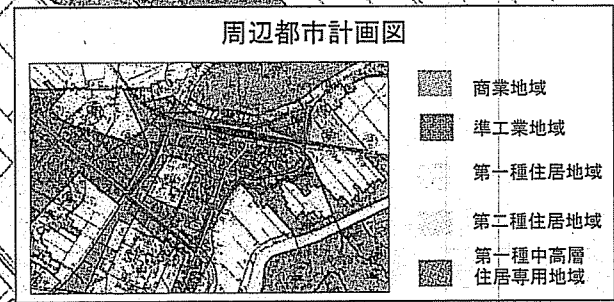 周辺都市計画図
商業地域
準工業地域
第一種住居地域
第二種住居地域
第一種中高層
住居専用地域